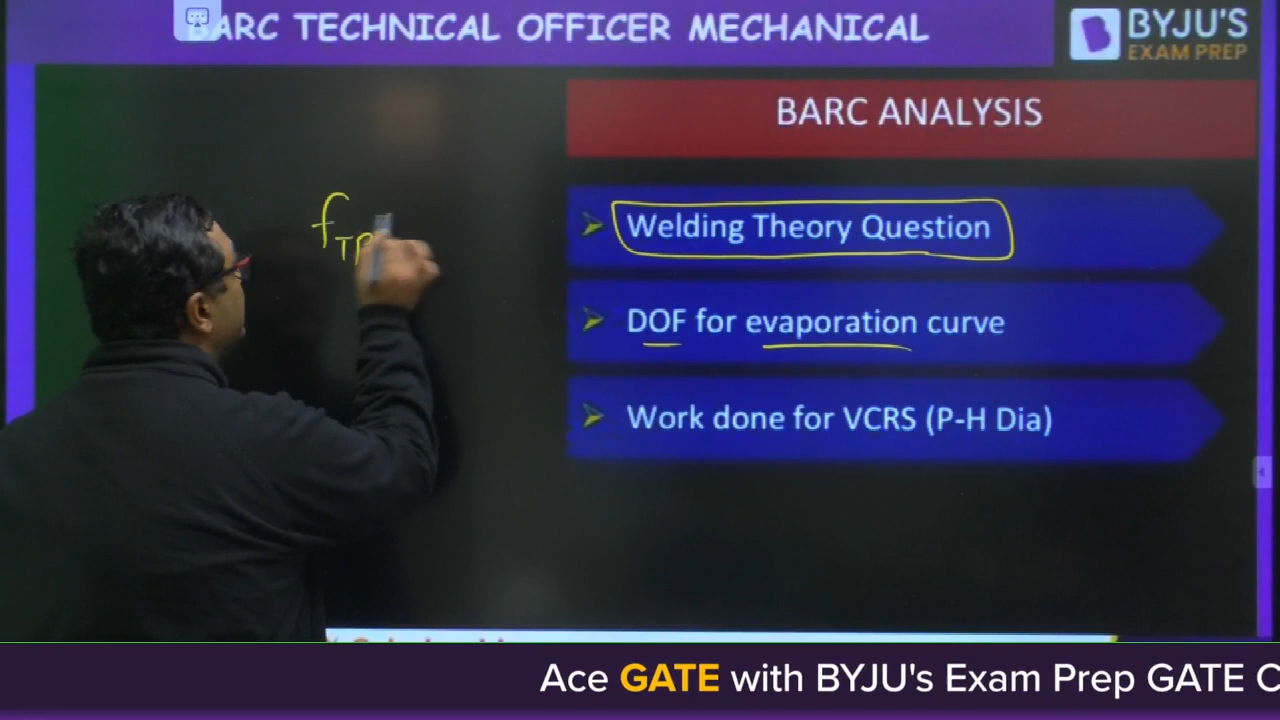 BARC TECHNICAL OFFICER MECHANICAL
BYJU'S
EXAM PREP
BARC ANALYSIS
Welding Theory Question
DOF for evaporation curve
Work done for VCRS (P-H Dia)
fTP
Ace GATE with BYJU's Exam Prep GATE C